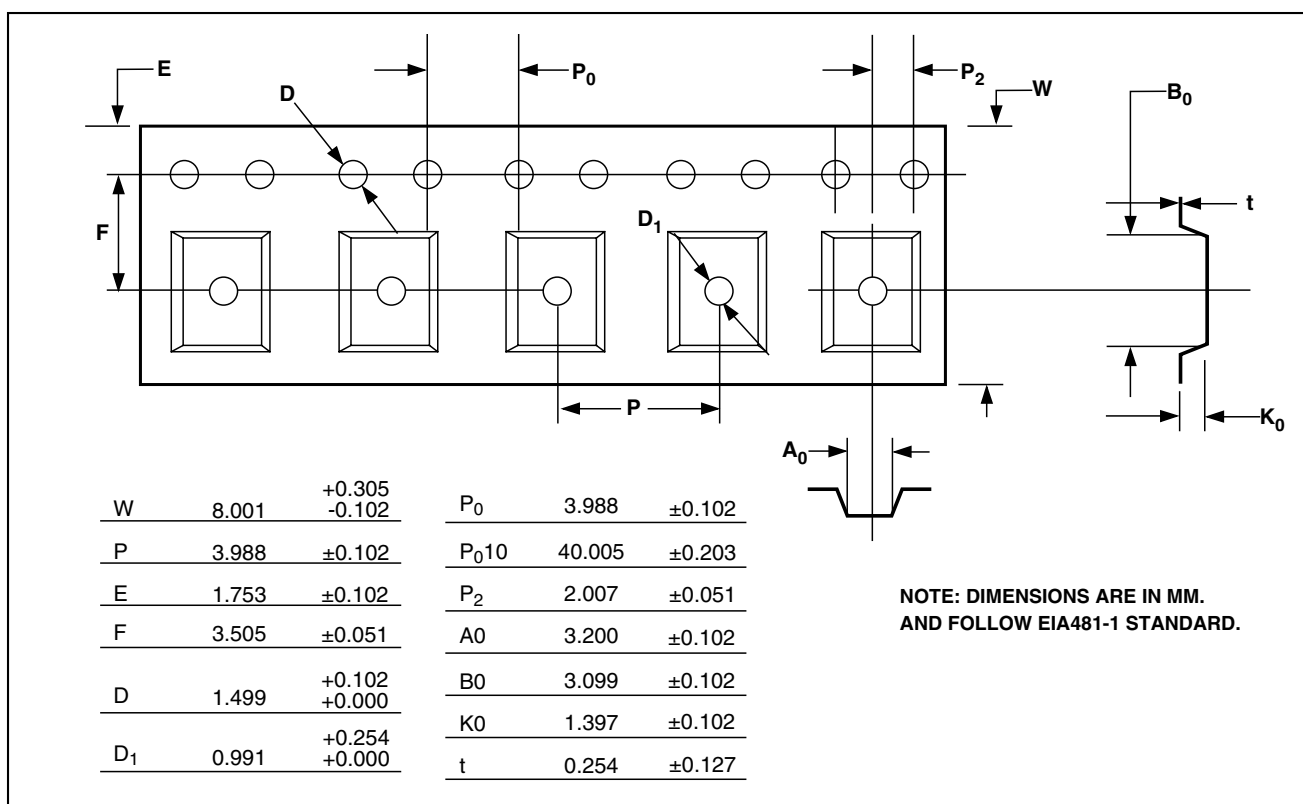 E
P0
P2
W
B0
D
t
F
D1
P
K0
A0
W 8.001 +0.305 -0.102
P 3.988 ±0.102
E 1.753 ±0.102
F 3.505 ±0.051
D 1.499 +0.102 +0.000
D1 0.991 +0.254 +0.000
P0 3.988 ±0.102
P010 40.005 ±0.203
P2 2.007 ±0.051
A0 3.200 ±0.102
B0 3.099 ±0.102
K0 1.397 ±0.102
t 0.254 ±0.127
NOTE: DIMENSIONS ARE IN MM.
AND FOLLOW EIA481-1 STANDARD.